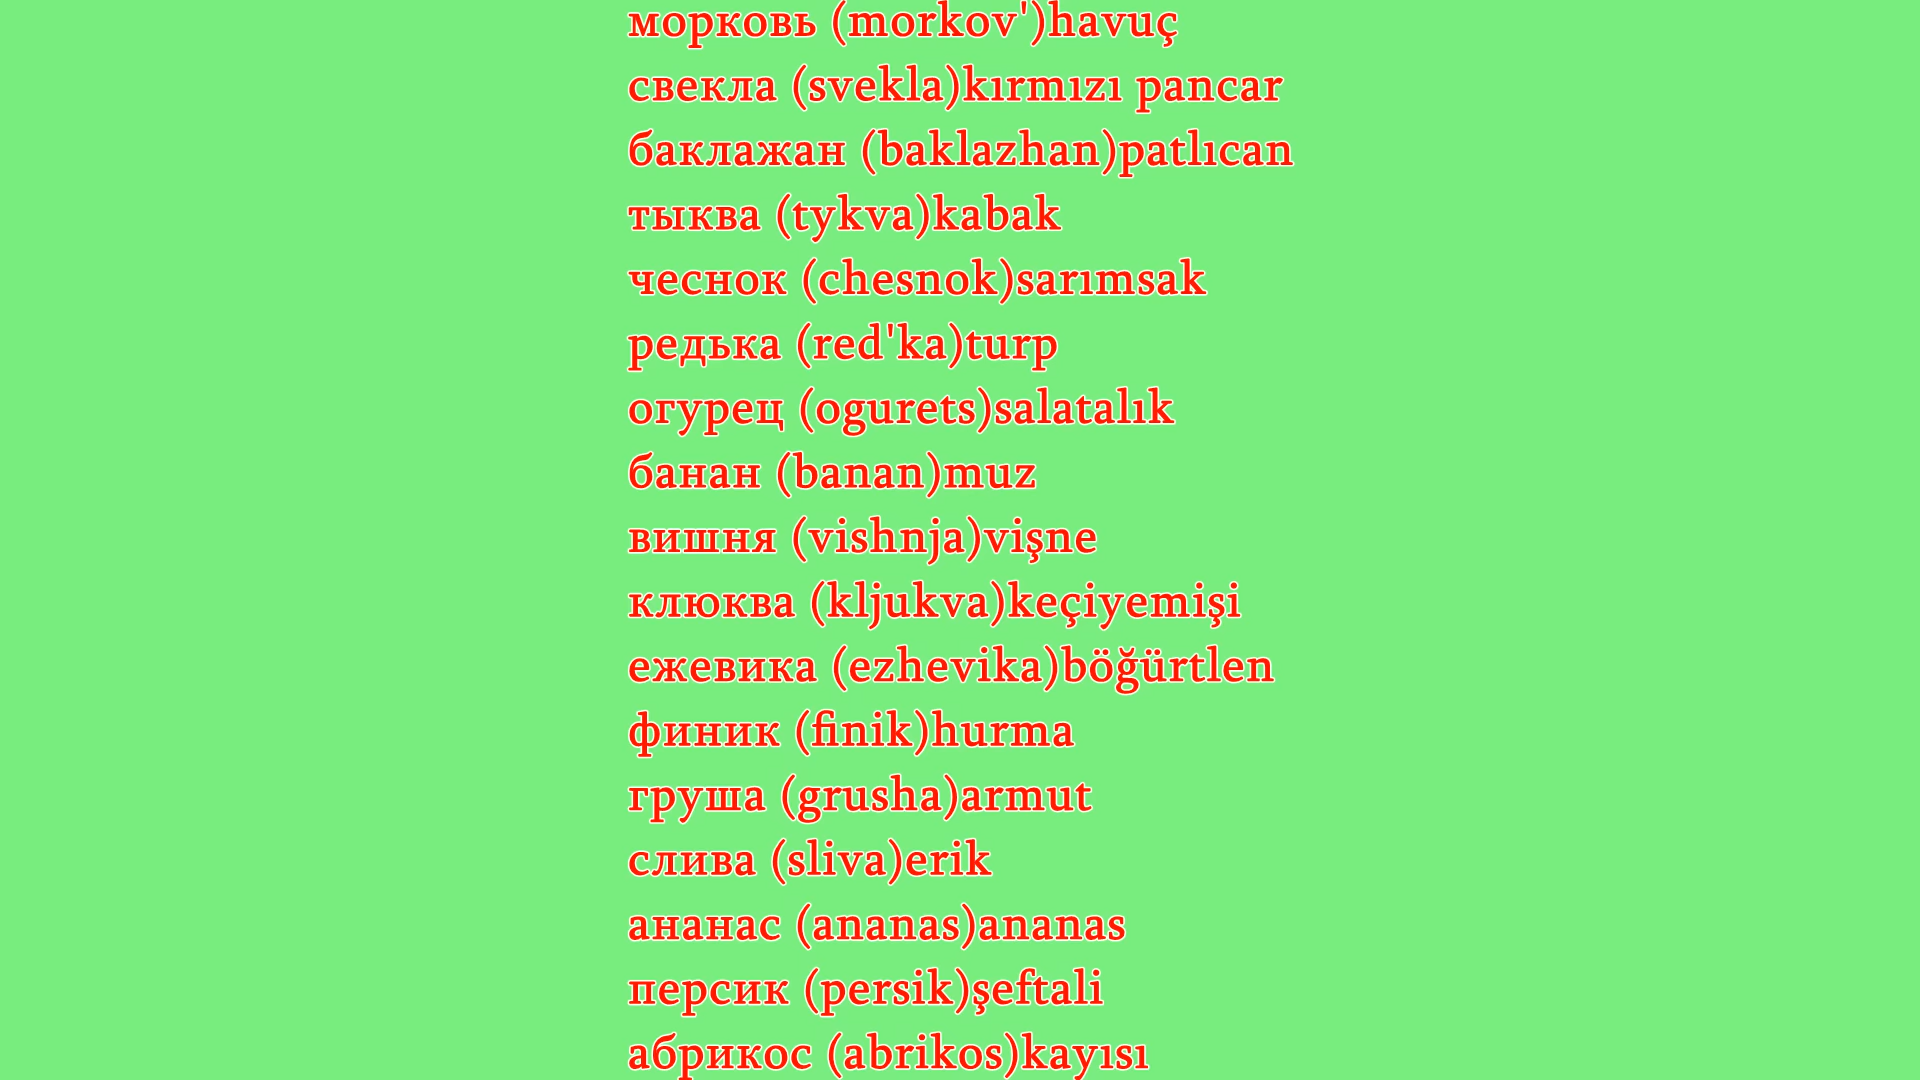 морковь (morkov')havuç
свекла (svekla)kırmızı pancar
баклажан (baklazhan)patlıcan
тыква (tykva)kabak
чеснок (chesnok)sarımsak
редька (red'ka)turp
огурец (ogurets)salatalık
банан (banan)muz
вишня (vishnja)vişne
клюква (kljukva)keçiyemişi
ежевика (ezhevika)böğürtlen
финик (finik)hurma
груша (grusha)armut
слива (sliva)erik
ананас (ananas)ananas
персик (persik)şeftali
абрикос (abrikos)kayısı